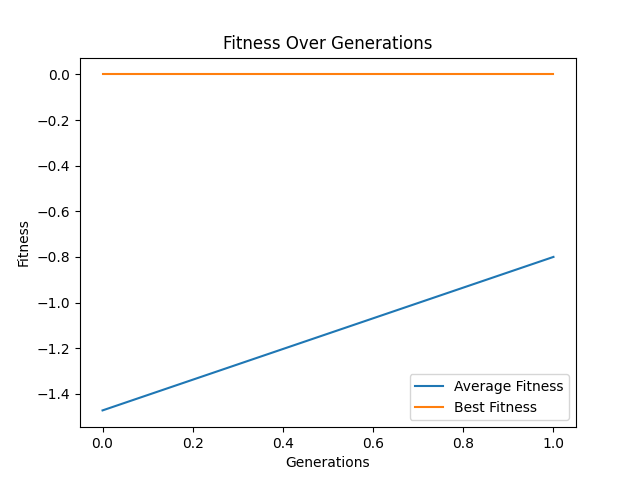 Fitness Over Generations
0.0
−0.2
−0.4
−0.6
−0.8
−1.0
−1.2
−1.4
Fitness
0.0 0.2 0.4 0.6 0.8 1.0
Generations
Average Fitness
Best Fitness